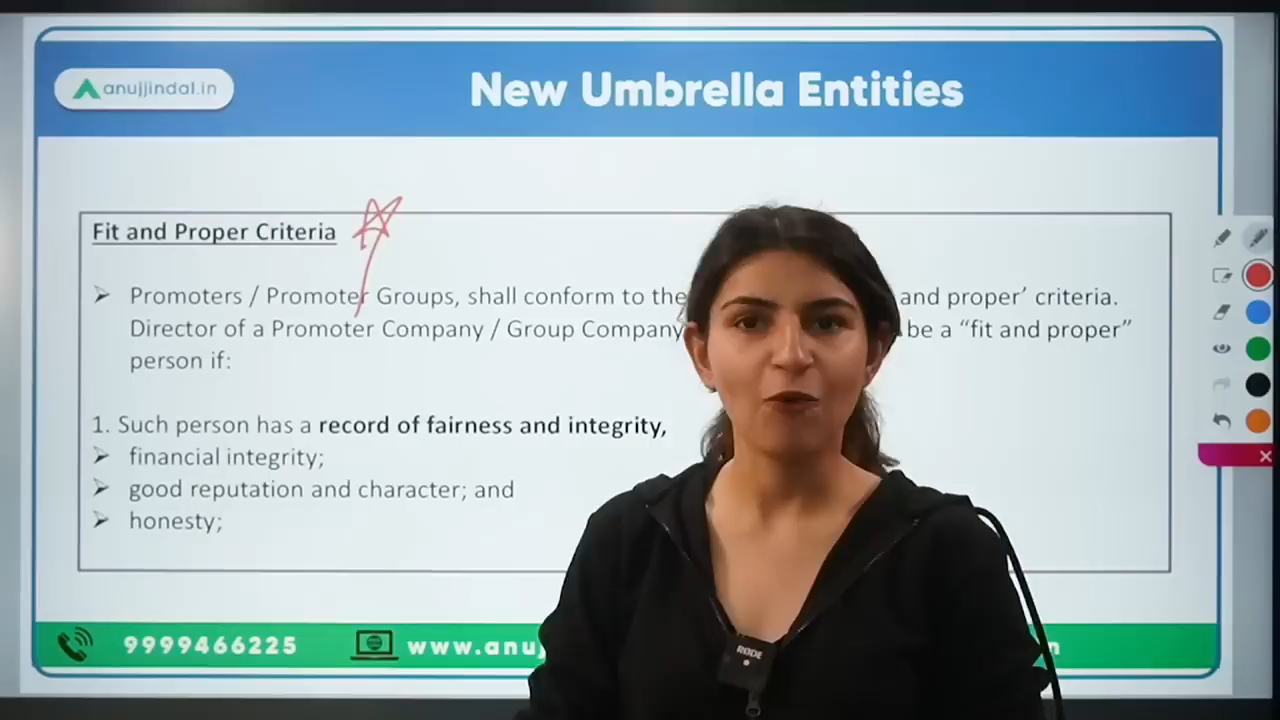 anujjindal.in
New Umbrella Entities
Fit and Proper Criteria
Promoters / Promoter Groups, shall conform to the and proper’ criteria.
Director of a Promoter Company / Group Company be a “fit and proper”
person if:
1. Such person has a record of fairness and integrity,
financial integrity;
good reputation and character; and
honesty;
9999466225
www.anuj
RODE